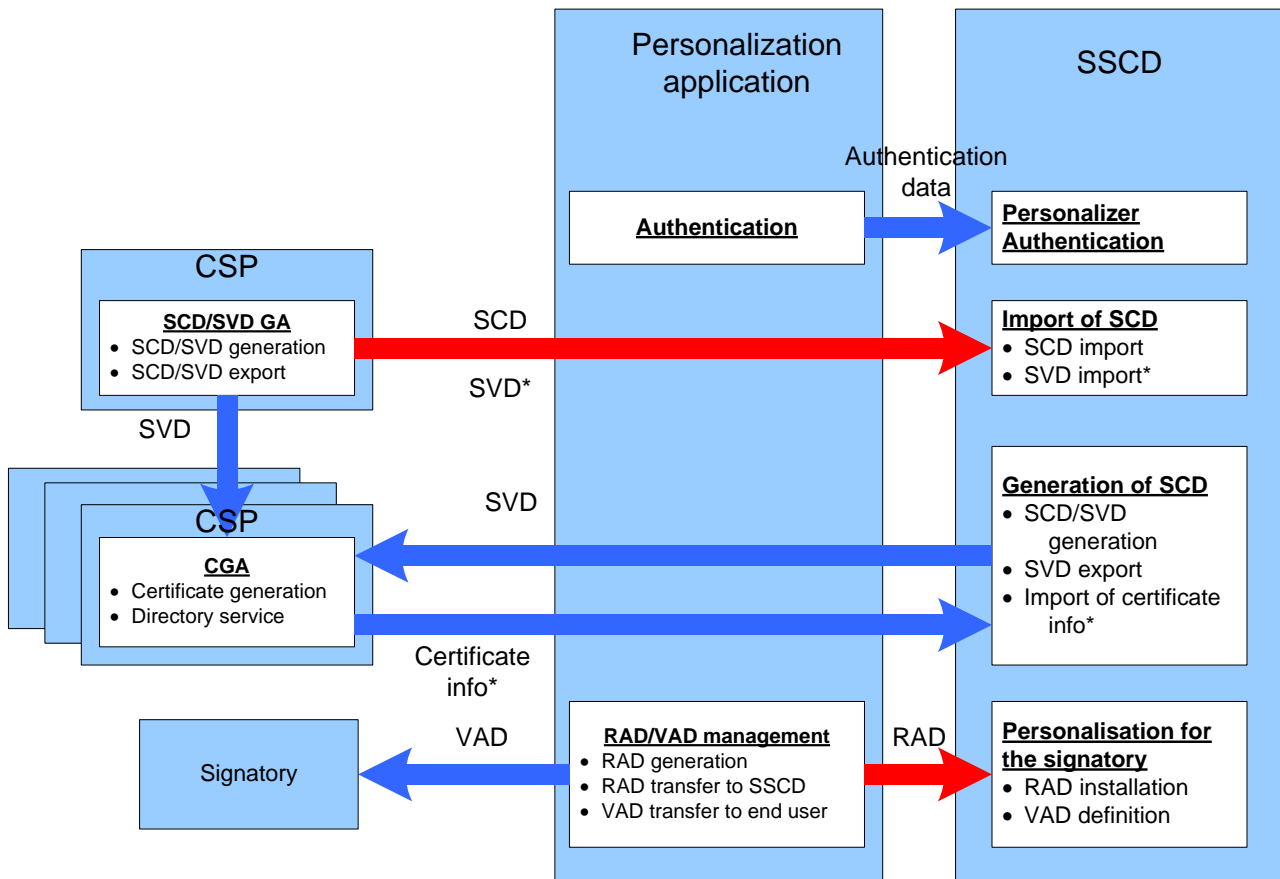 Personalization
application
SSCD
Authentication
data
Authentication
Personalizer
Authentication
CSP
SCD/SVD GA
• SCD/SVD generation
• SCD/SVD export
SCD
SVD*
Import of SCD
• SCD import
• SVD import*
SVD
CSP
CGA
• Certificate generation
• Directory service
SVD
Generation of SCD
• SCD/SVD
generation
• SVD export
• Import of certificate
info*
Certificate
info*
Signatory
VAD
RAD/VAD management
• RAD generation
• RAD transfer to SSCD
• VAD transfer to end user
RAD
Personalisation for
the signatory
• RAD installation
• VAD definition